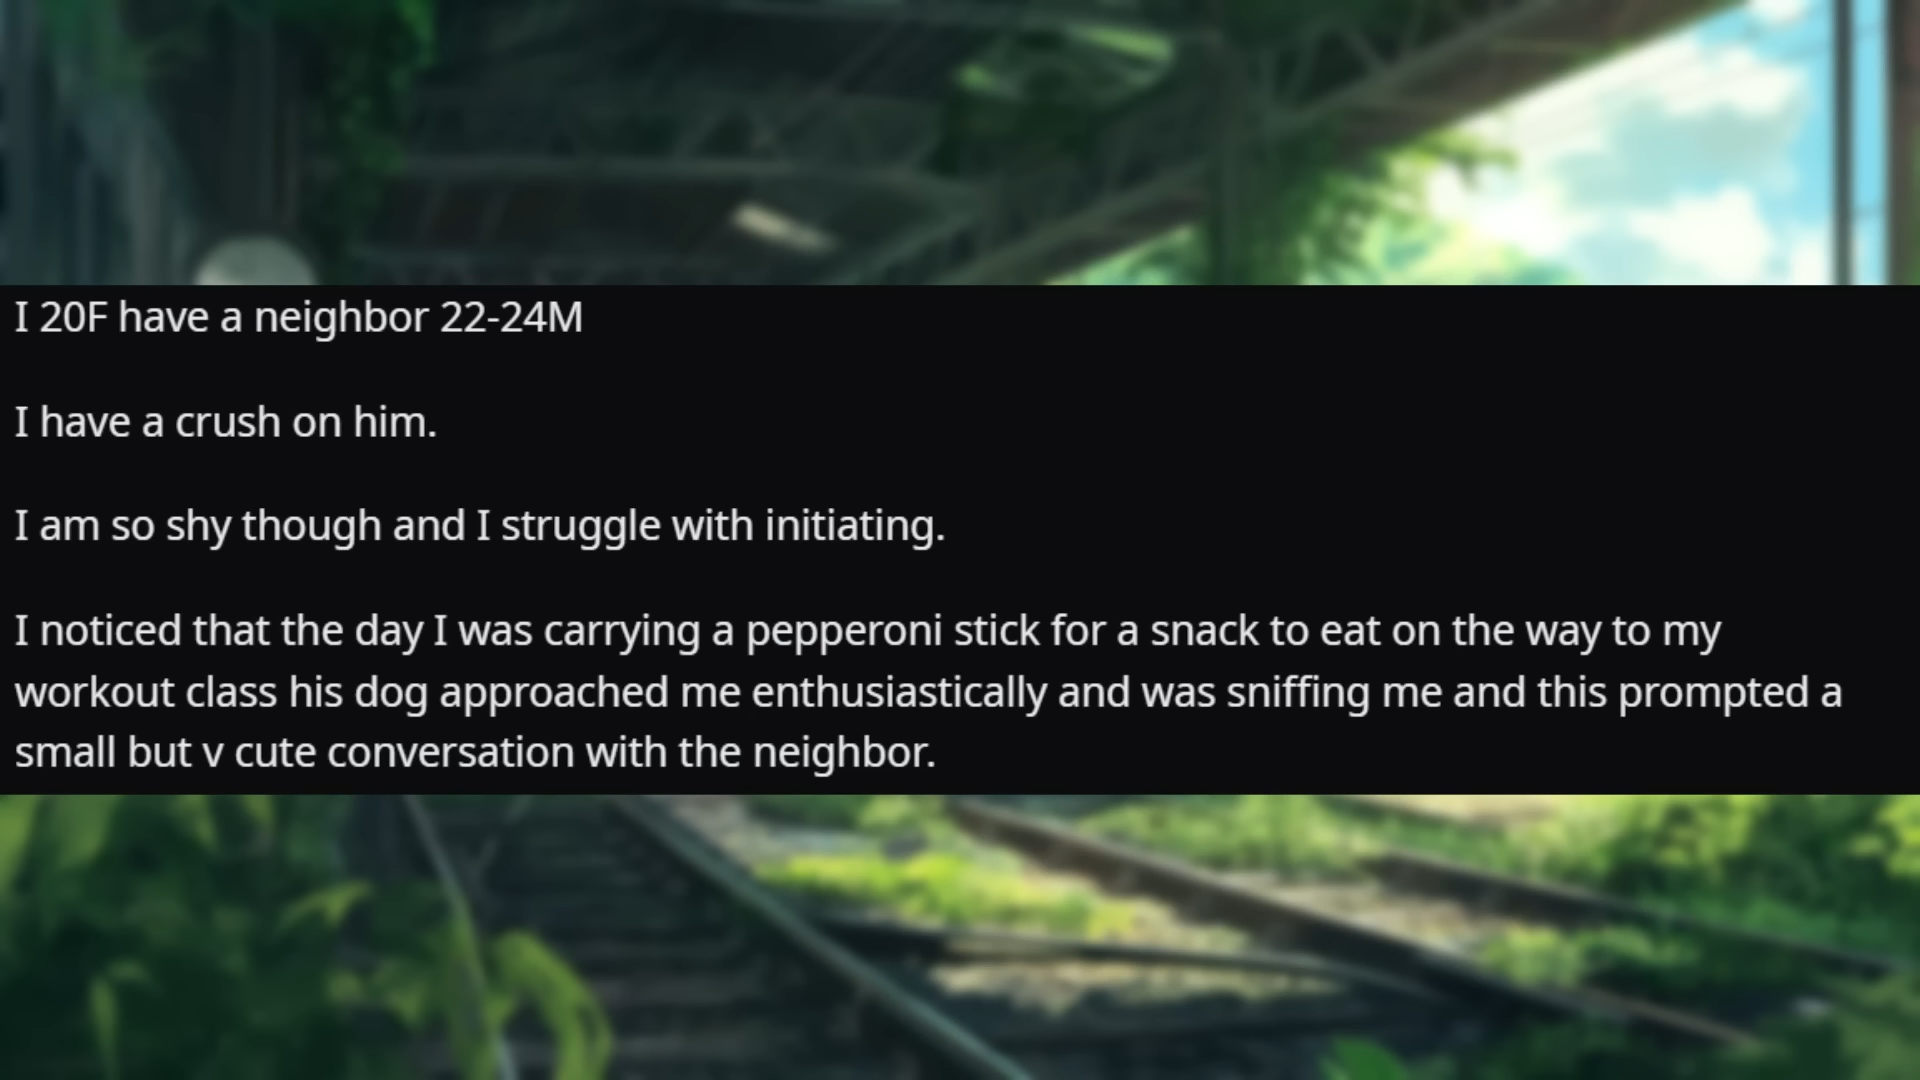 I 20F have a neighbor 22-24M
I have a crush on him.
I am so shy though and I struggle with initiating.
I noticed that the day I was carrying a pepperoni stick for a snack to eat on the way to my
workout class his dog approached me enthusiastically and was sniffing me and this prompted a
small but v cute conversation with the neighbor.